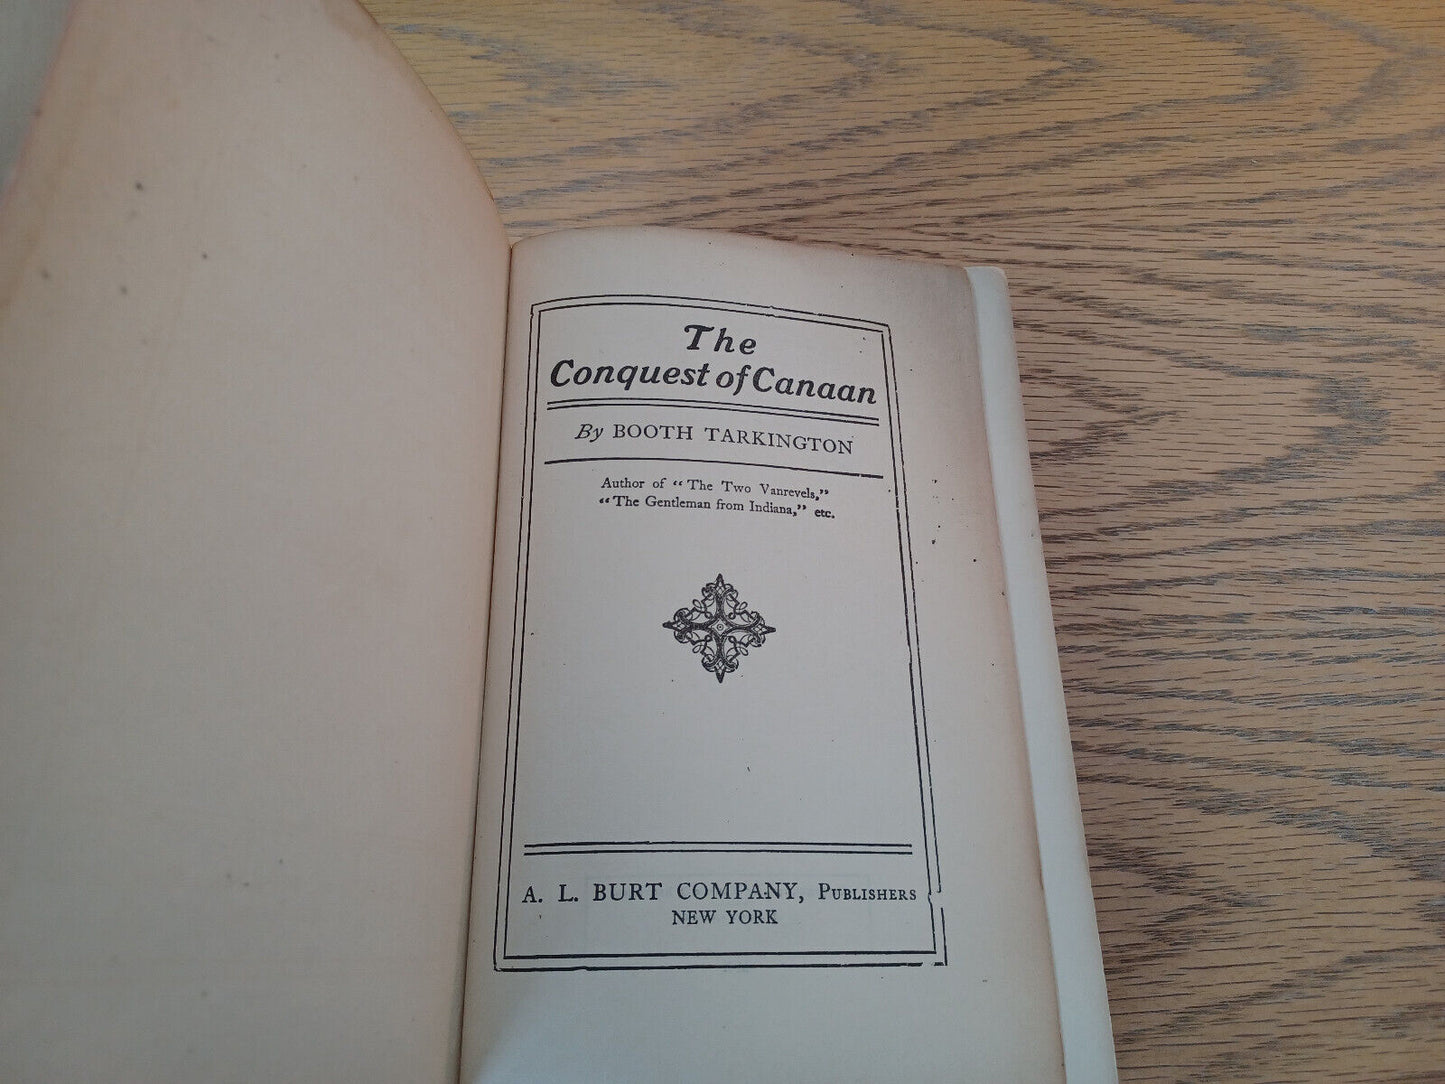 The
Conquest of Canaan
By BOOTH TARKINGTON
Author of “The Two Vanrevels,”
“The Gentleman from Indiana,” etc.
A. L. BURT COMPANY, PUBLISHERS
NEW YORK